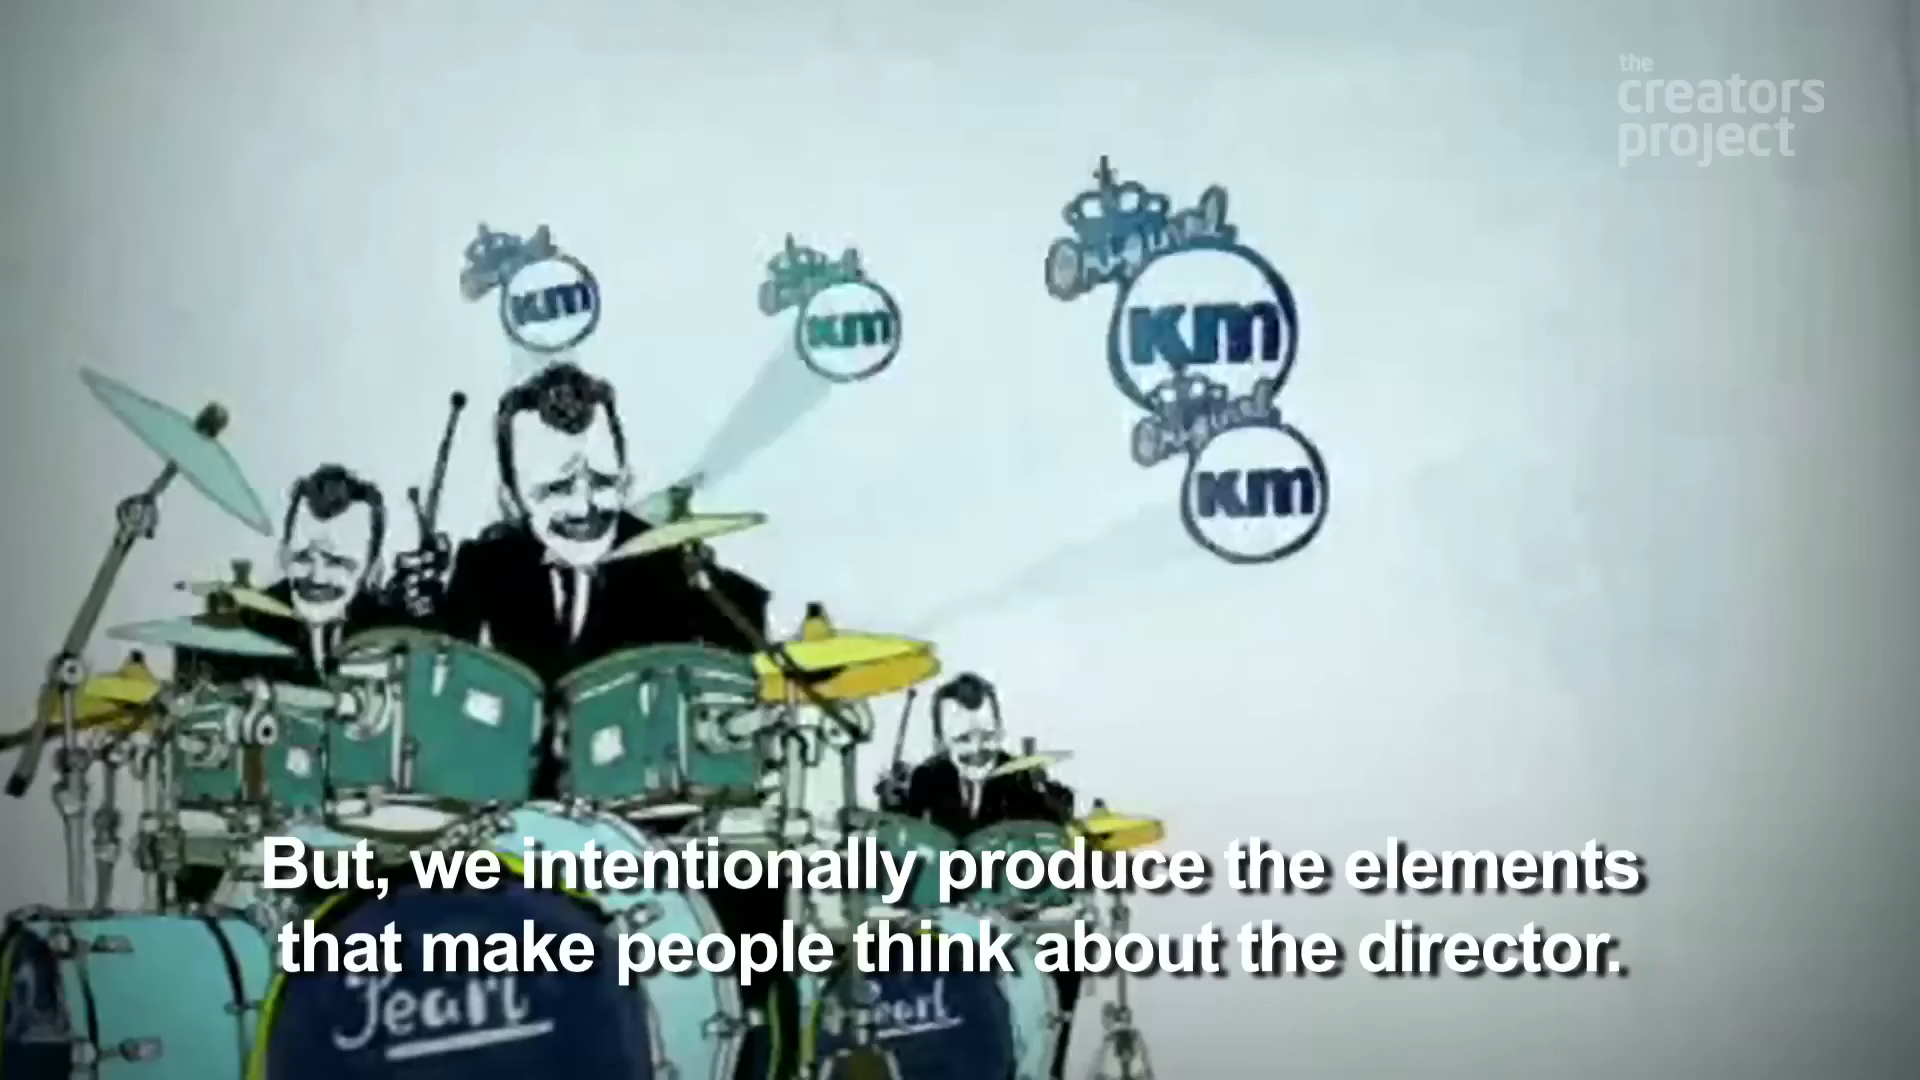 the
creators
project
Original
KM
KM
KM
Original
KM
But, we intentionally produce the elements
that make people think about the director.
Pearl
Pearl